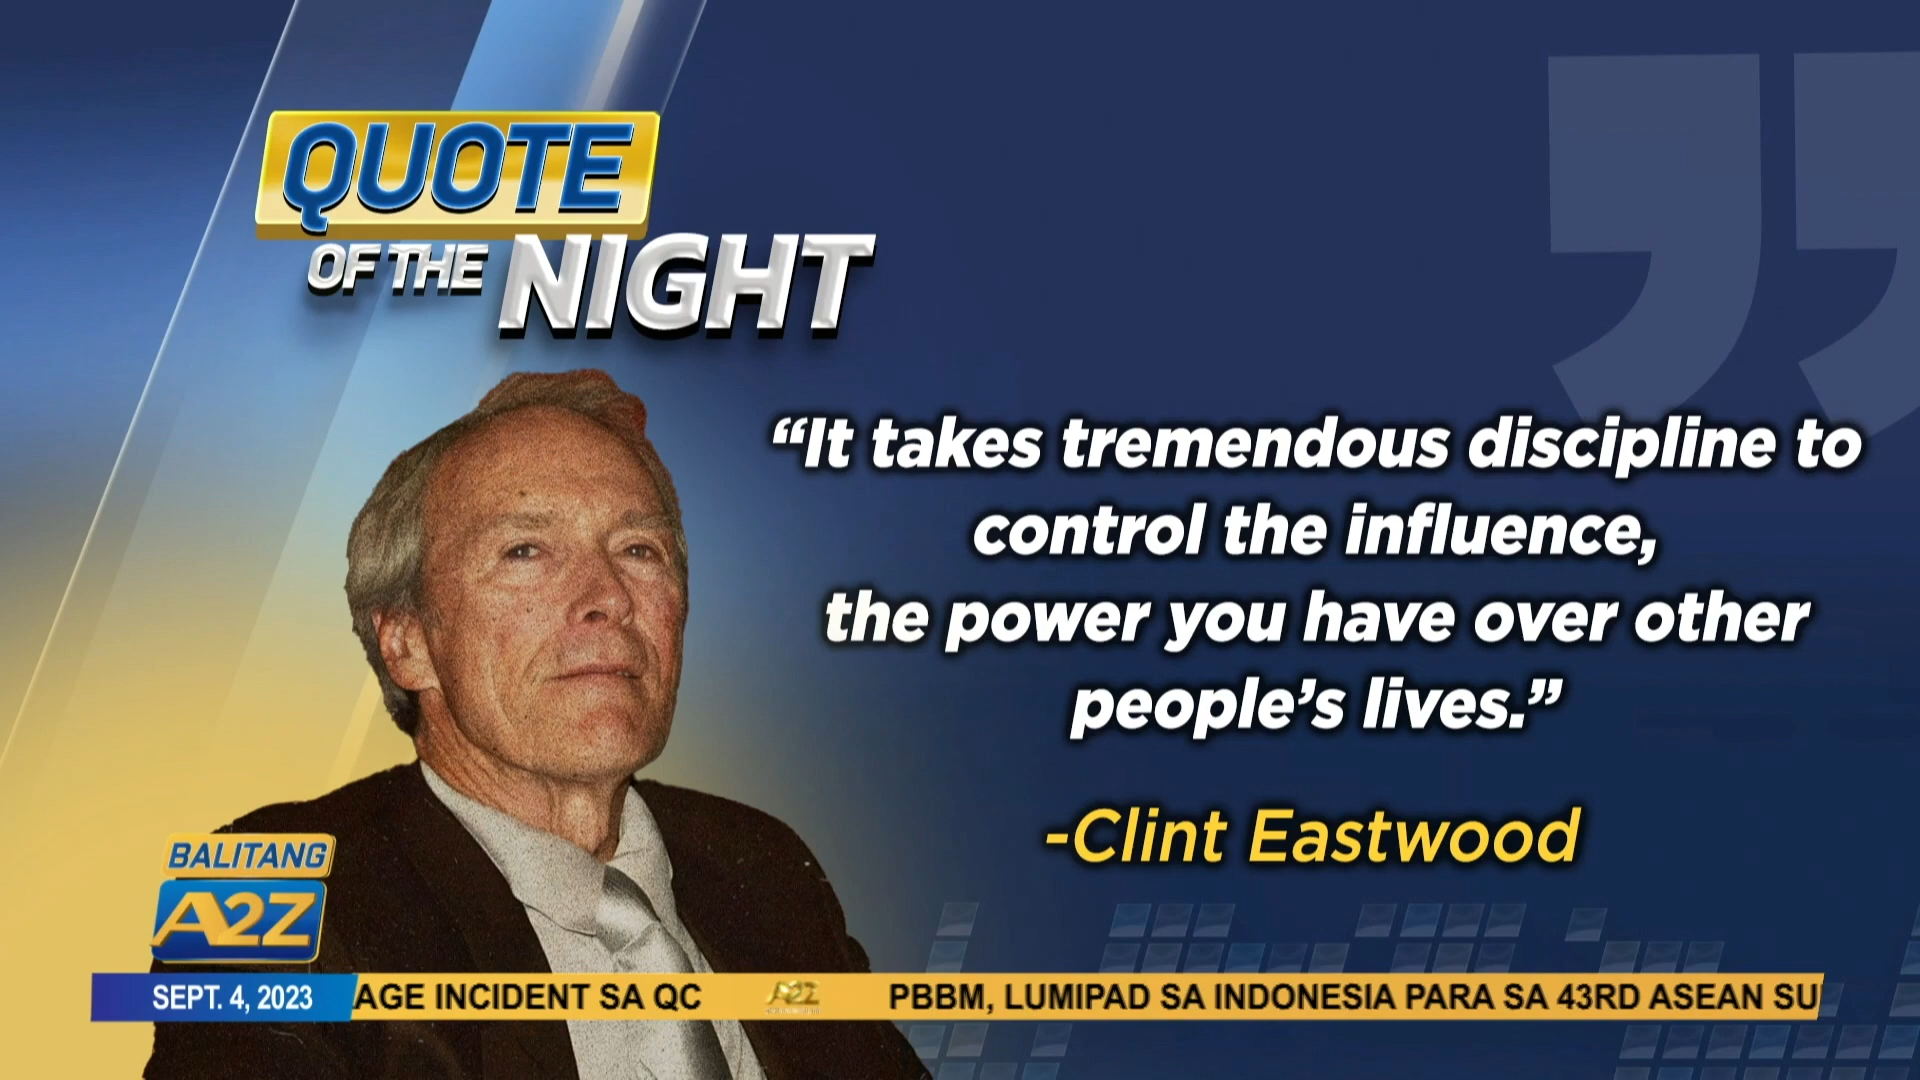 QUOTE
OF THE NIGHT
“It takes tremendous discipline to
control the influence,
the power you have over other
people’s lives.”
-Clint Eastwood
BALITANG
A2Z
SEPT. 4, 2023
AGE INCIDENT SA QC A2Z PBBM, LUMIPAD SA INDONESIA PARA SA 43RD ASEAN SU